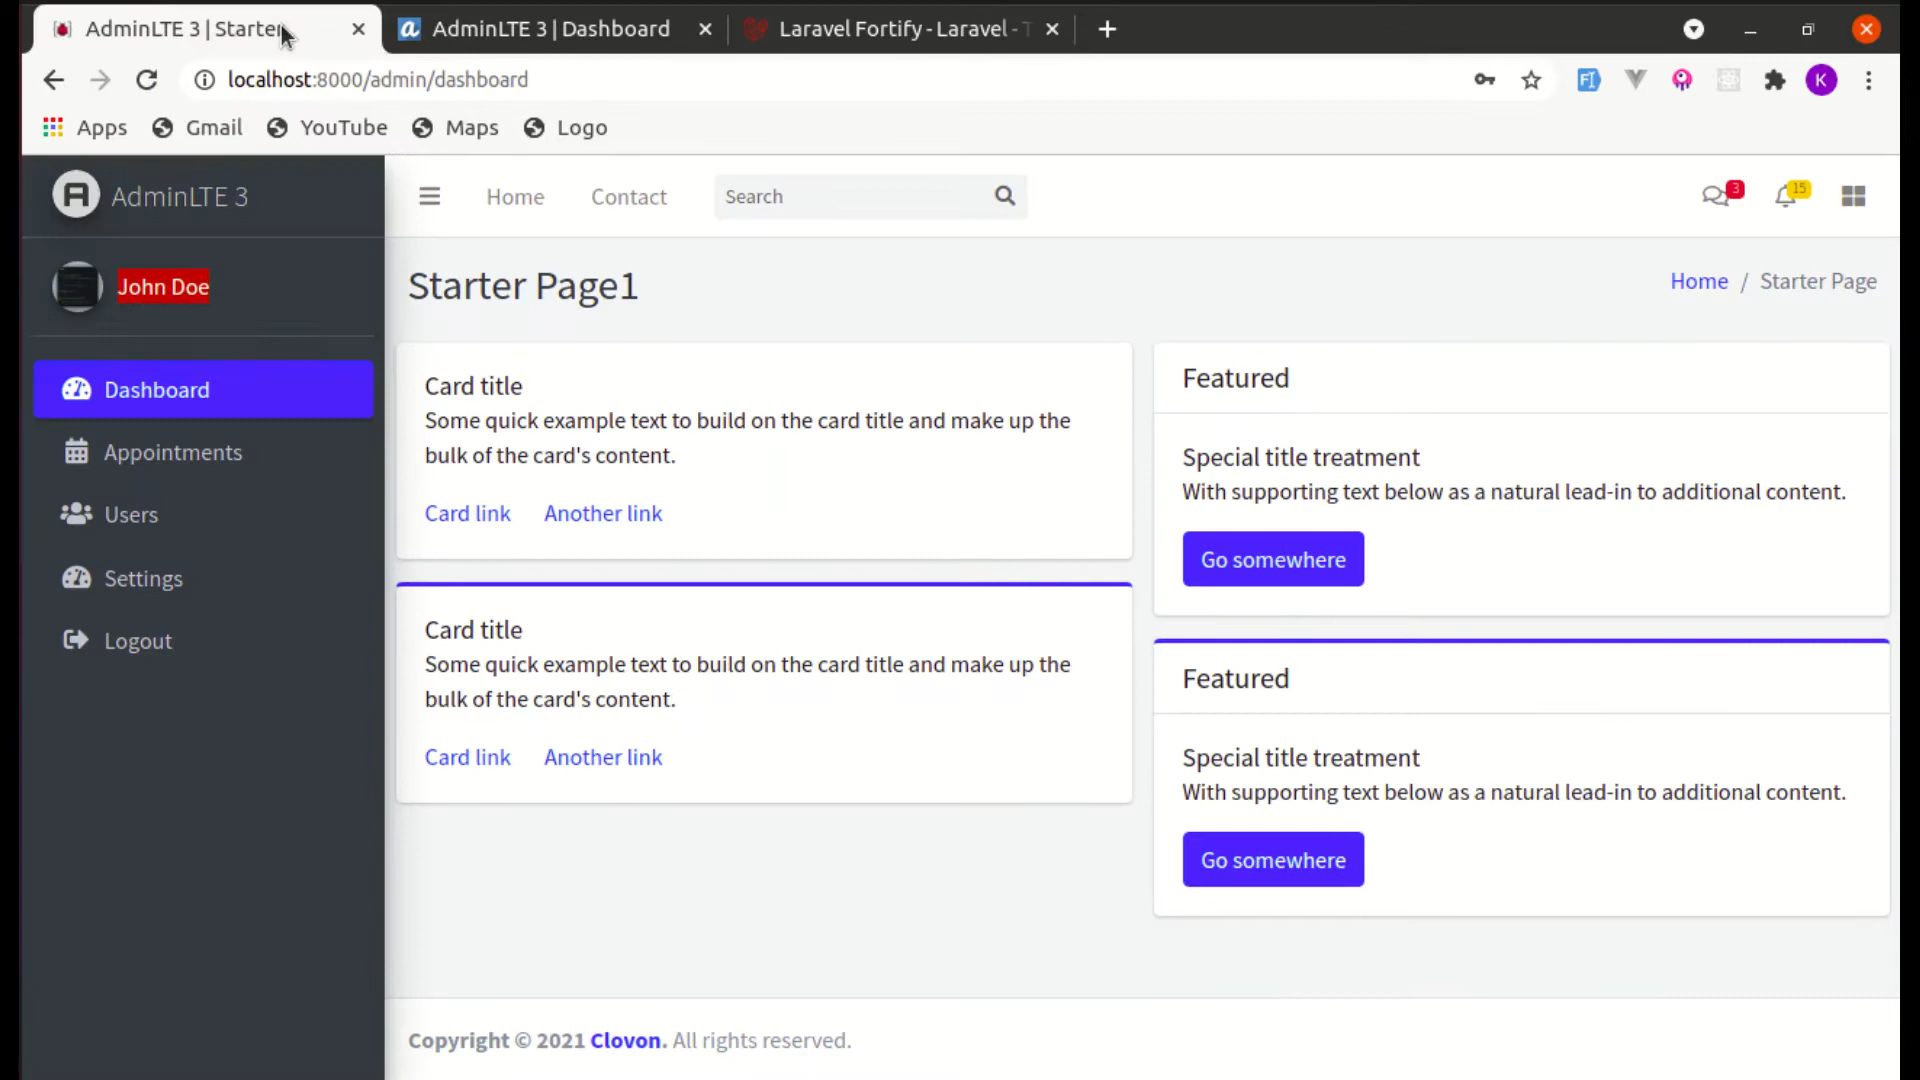 AdminLTE 3 | Starter
AdminLTE 3 | Dashboard
Laravel Fortify - Laravel -
localhost:8000/admin/dashboard
K
Apps
Gmail
YouTube
Maps
Logo
AdminLTE 3
Home
Contact
Search
3
15
John Doe
Starter Page1
Home / Starter Page
Dashboard
Appointments
Users
Settings
Logout
Card title
Some quick example text to build on the card title and make up the
bulk of the card's content.
Card link
Another link
Card title
Some quick example text to build on the card title and make up the
bulk of the card's content.
Card link
Another link
Featured
Special title treatment
With supporting text below as a natural lead-in to additional content.
Go somewhere
Featured
Special title treatment
With supporting text below as a natural lead-in to additional content.
Go somewhere
Copyright © 2021 Clovon. All rights reserved.